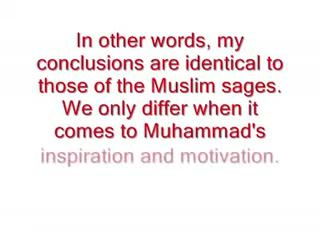 In other words, my
conclusions are identical to
those of the Muslim sages.
We only differ when it
comes to Muhammad's
inspiration and motivation.